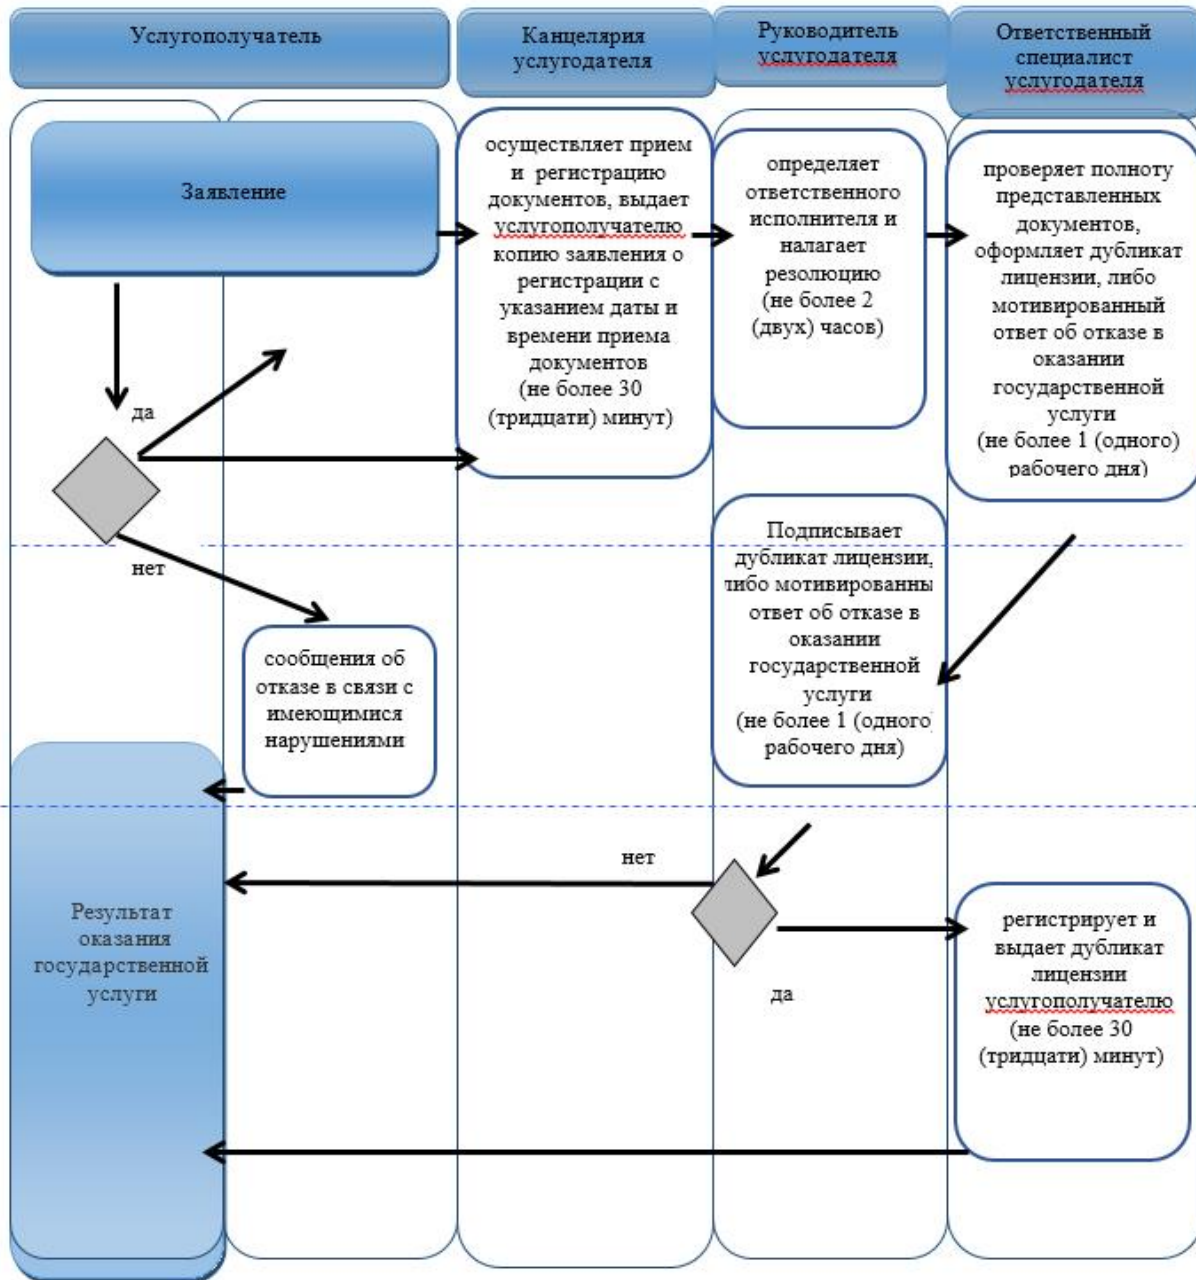 Услугополучатель
Канцелярия
услугодателя
Руководитель
услугодателя
Ответственный
специалист
услугодателя
Заявление
осуществляет прием
и регистрацию
документов, выдает
услугополучателю
копию заявления о
регистрации с
указанием даты и
времени приема
документов
(не более 30
(тридцати) минут)
определяет
ответственного
исполнителя и
налагает
резолюцию
(не более 2
(двух) часов)
проверяет полноту
представленных
документов,
оформляет дубликат
лицензии, либо
мотивированный
ответ об отказе в
оказании
государственной
услуги
(не более 1 (одного)
рабочего дня)
да
нет
сообщения об
отказе в связи с
имеющимися
нарушениями
Подписывает
дубликат лицензии,
либо мотивированны
ответ об отказе в
оказании
государственной
услуги
(не более 1 (одного)
рабочего дня)
нет
да
Результат
оказания
государственной
услуги
регистрирует и
выдает дубликат
лицензии
услугополучателю
(не более 30
(тридцати) минут)